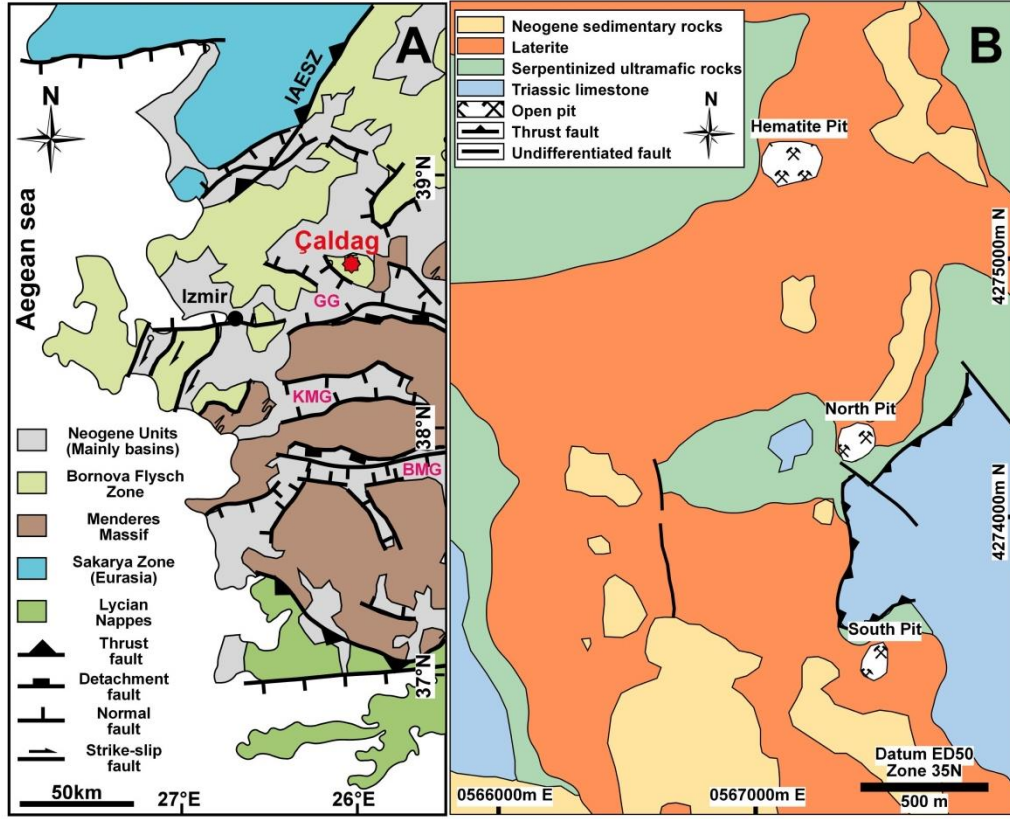 A
N
IAESZ
39°N
Aegean sea
Çaldag
Izmir
GG
KMG
38°N
BMG
37°N
Neogene Units
(Mainly basins)
Bornova Flysch
Zone
Menderes
Massif
Sakarya Zone
(Eurasia)
Lycian
Nappes
Thrust
fault
Detachment
fault
Normal
fault
Strike-slip
fault
50km
27°E
26°E
B
Neogene sedimentary rocks
Laterite
Serpentinized ultramafic rocks
Triassic limestone
Open pit
Thrust fault
Undifferentiated fault
N
Hematite Pit
4275000m N
North Pit
4274000m N
South Pit
Datum ED50
Zone 35N
500 m
0566000m E
0567000m E